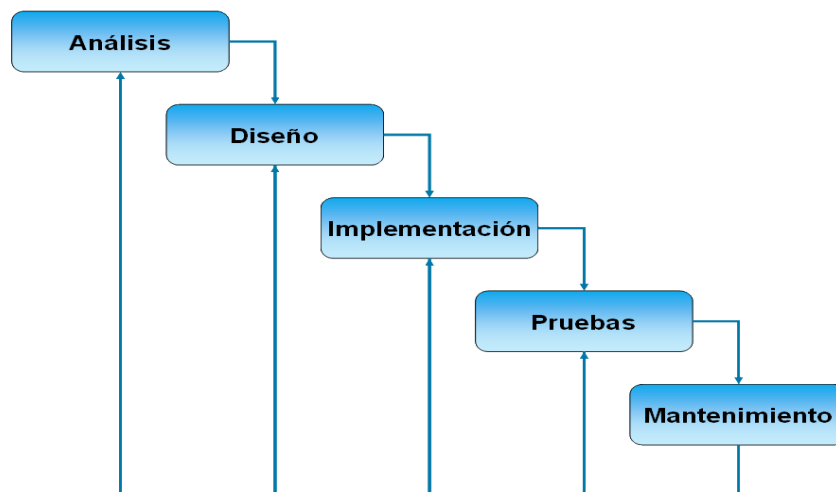 Análisis
Diseño
Implementación
Pruebas
Mantenimiento